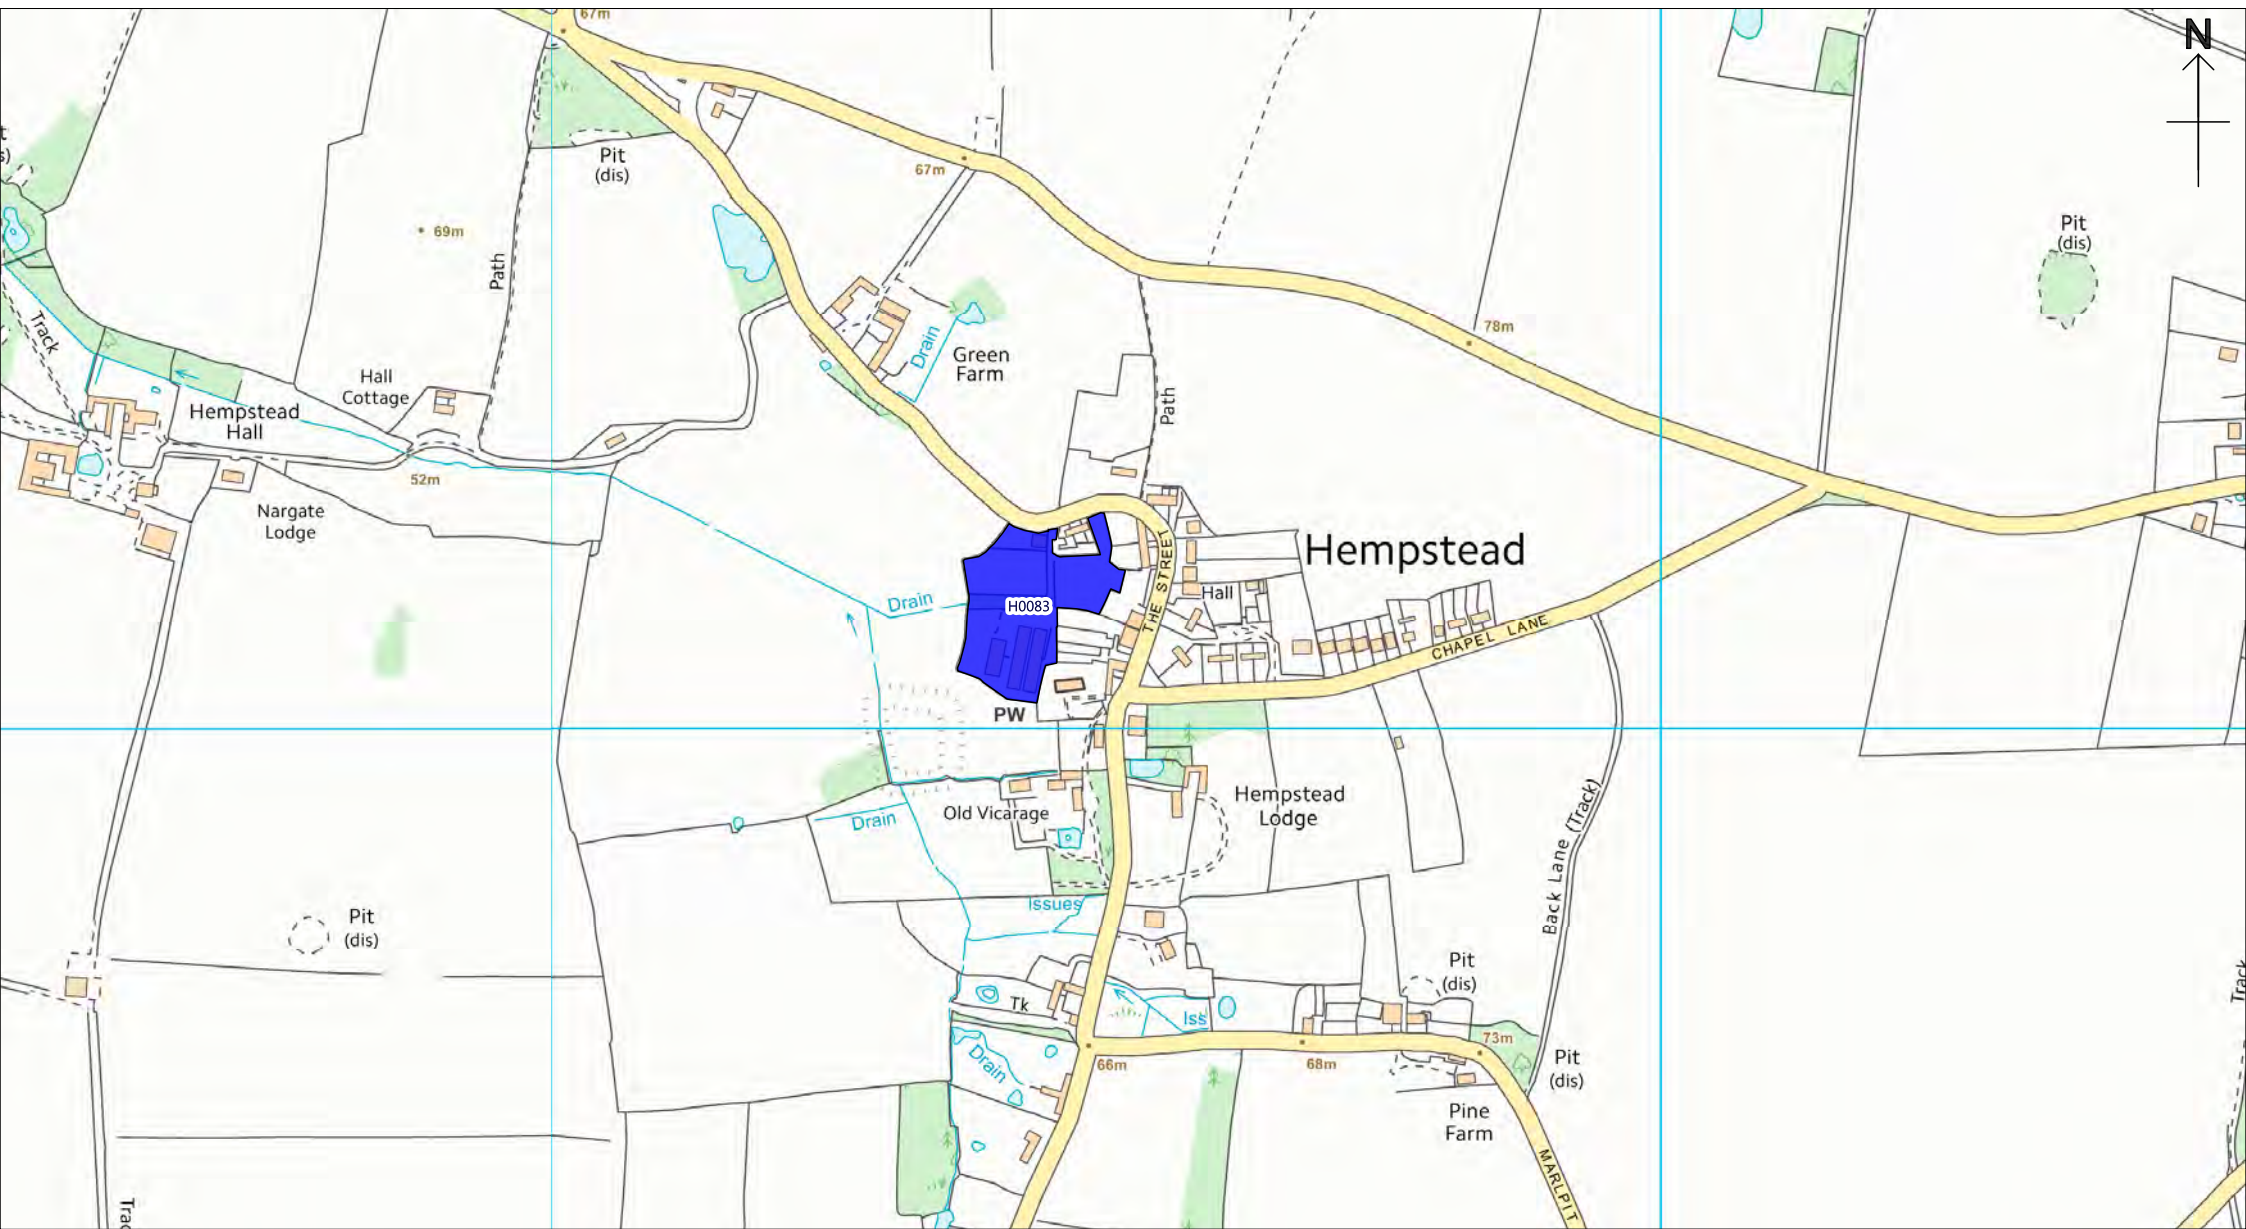 67m
N
Pit
(dis)
67m
69m
Path
Pit
(dis)
Track
Drain
Green
Farm
78m
Hall
Cottage
Path
Hempstead
Hall
52m
Nargate
Lodge
Hempstead
THE STREET
Hall
Drain
H0083
CHAPEL LANE
PW
Old Vicarage
Hempstead
Lodge
Drain
Back Lane (Track)
Issues
Pit
(dis)
Pit
(dis)
Tk
Iss
Track
Drain
66m
68m
73m
Pit
(dis)
Pine
Farm
MARLPIT
Trac